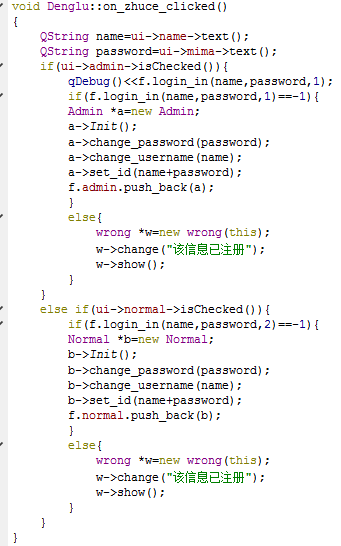 void Denglu::on_zhuce_clicked()
{
    QString name=ui->name->text();
    QString password=ui->mima->text();
    if(ui->admin->isChecked()){
        qDebug()<<f.login_in(name,password,1);
        if(f.login_in(name,password,1)==-1){
        Admin *a=new Admin;
        a->Init();
        a->change_password(password);
        a->change_username(name);
        a->set_id(name+password);
        f.admin.push_back(a);
        }
        else{
            wrong *w=new wrong(this);
            w->change("该信息已注册");
            w->show();
        }
    }
    else if(ui->normal->isChecked()){
        if(f.login_in(name,password,2)==-1){
        Normal *b=new Normal;
        b->Init();
        b->change_password(password);
        b->change_username(name);
        b->set_id(name+password);
        f.normal.push_back(b);
        }
        else{
            wrong *w=new wrong(this);
            w->change("该信息已注册");
            w->show();
        }
    }
}